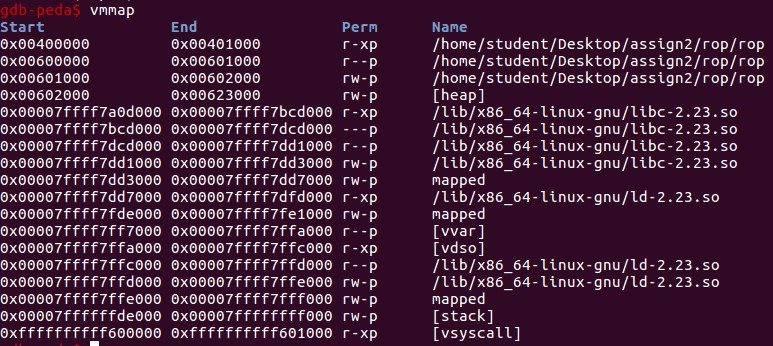 gdb-peda$ vmmap
Start End Perm Name
0x00400000 0x00401000 r-xp /home/student/Desktop/assign2/rop/rop
0x00600000 0x00601000 r--p /home/student/Desktop/assign2/rop/rop
0x00601000 0x00602000 rw-p /home/student/Desktop/assign2/rop/rop
0x00602000 0x00623000 rw-p [heap]
0x00007ffff7a0d000 0x00007ffff7bcd000 r-xp /lib/x86_64-linux-gnu/libc-2.23.so
0x00007ffff7bcd000 0x00007ffff7dcd000 ---p /lib/x86_64-linux-gnu/libc-2.23.so
0x00007ffff7dcd000 0x00007ffff7dd1000 r--p /lib/x86_64-linux-gnu/libc-2.23.so
0x00007ffff7dd1000 0x00007ffff7dd3000 rw-p /lib/x86_64-linux-gnu/libc-2.23.so
0x00007ffff7dd3000 0x00007ffff7dd7000 rw-p mapped
0x00007ffff7dd7000 0x00007ffff7dfd000 r-xp /lib/x86_64-linux-gnu/ld-2.23.so
0x00007ffff7fde000 0x00007ffff7fe1000 rw-p mapped
0x00007ffff7ff7000 0x00007ffff7ffa000 r--p [vvar]
0x00007ffff7ffa000 0x00007ffff7ffc000 r-xp [vdso]
0x00007ffff7ffc000 0x00007ffff7ffd000 r--p /lib/x86_64-linux-gnu/ld-2.23.so
0x00007ffff7ffd000 0x00007ffff7ffe000 rw-p /lib/x86_64-linux-gnu/ld-2.23.so
0x00007ffff7ffe000 0x00007ffff7fff000 rw-p mapped
0x00007ffffffde000 0x00007ffffffff000 rw-p [stack]
0xffffffffff600000 0xffffffffff601000 r-xp [vsyscall]